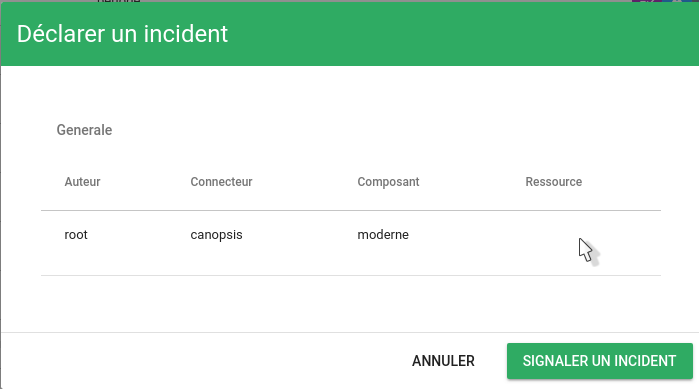 Déclarer un incident
Generale
Auteur Connecteur Composant Ressource
root canopsis moderne
ANNULER SIGNALER UN INCIDENT